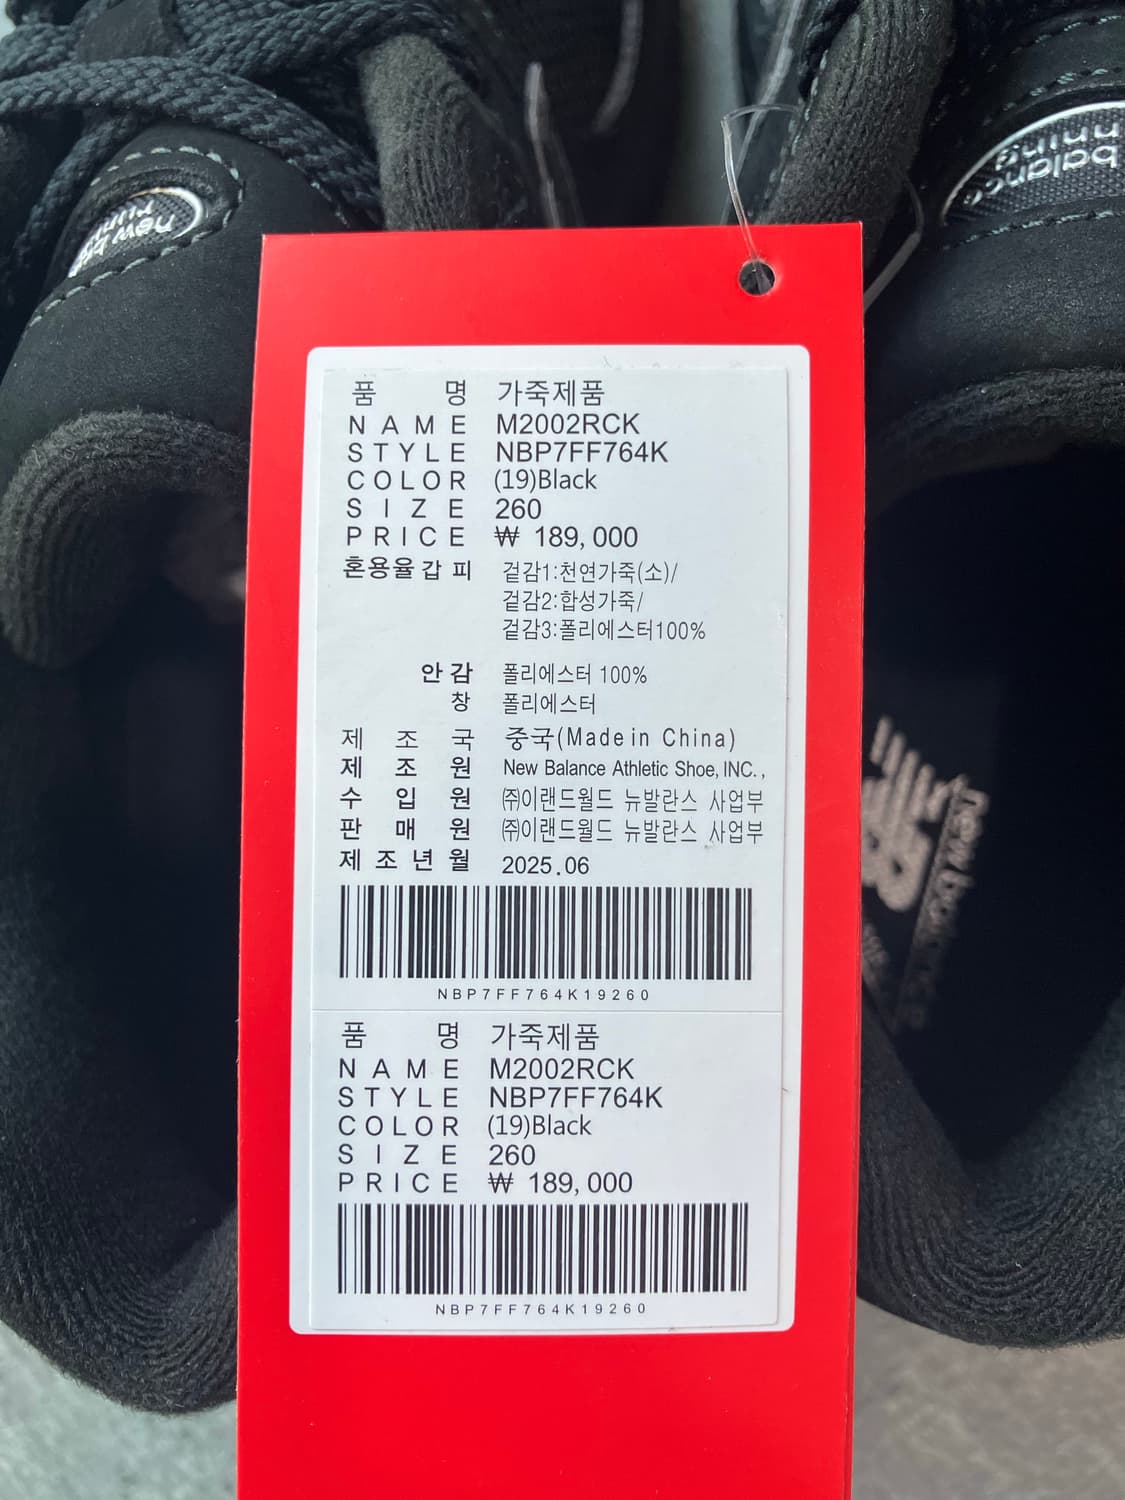 new balance
running
품 명 가죽제품
NAME M2002RCK
STYLE NBP7FF764K
COLOR (19)Black
SIZE 260
PRICE ₩ 189,000
혼용율갑피 겉감1:천연가죽(소)/
겉감2:합성가죽/
겉감3:폴리에스터100%
안감 폴리에스터 100%
창 폴리에스터
제조국 중국(Made in China)
제조원 New Balance Athletic Shoe, INC.,
수입원 ㈜이랜드월드 뉴발란스 사업부
판매원 ㈜이랜드월드 뉴발란스 사업부
제조년월 2025.06
NBP7FF764K19260
품 명 가죽제품
NAME M2002RCK
STYLE NBP7FF764K
COLOR (19)Black
SIZE 260
PRICE ₩ 189,000
NBP7FF764K19260
new balance